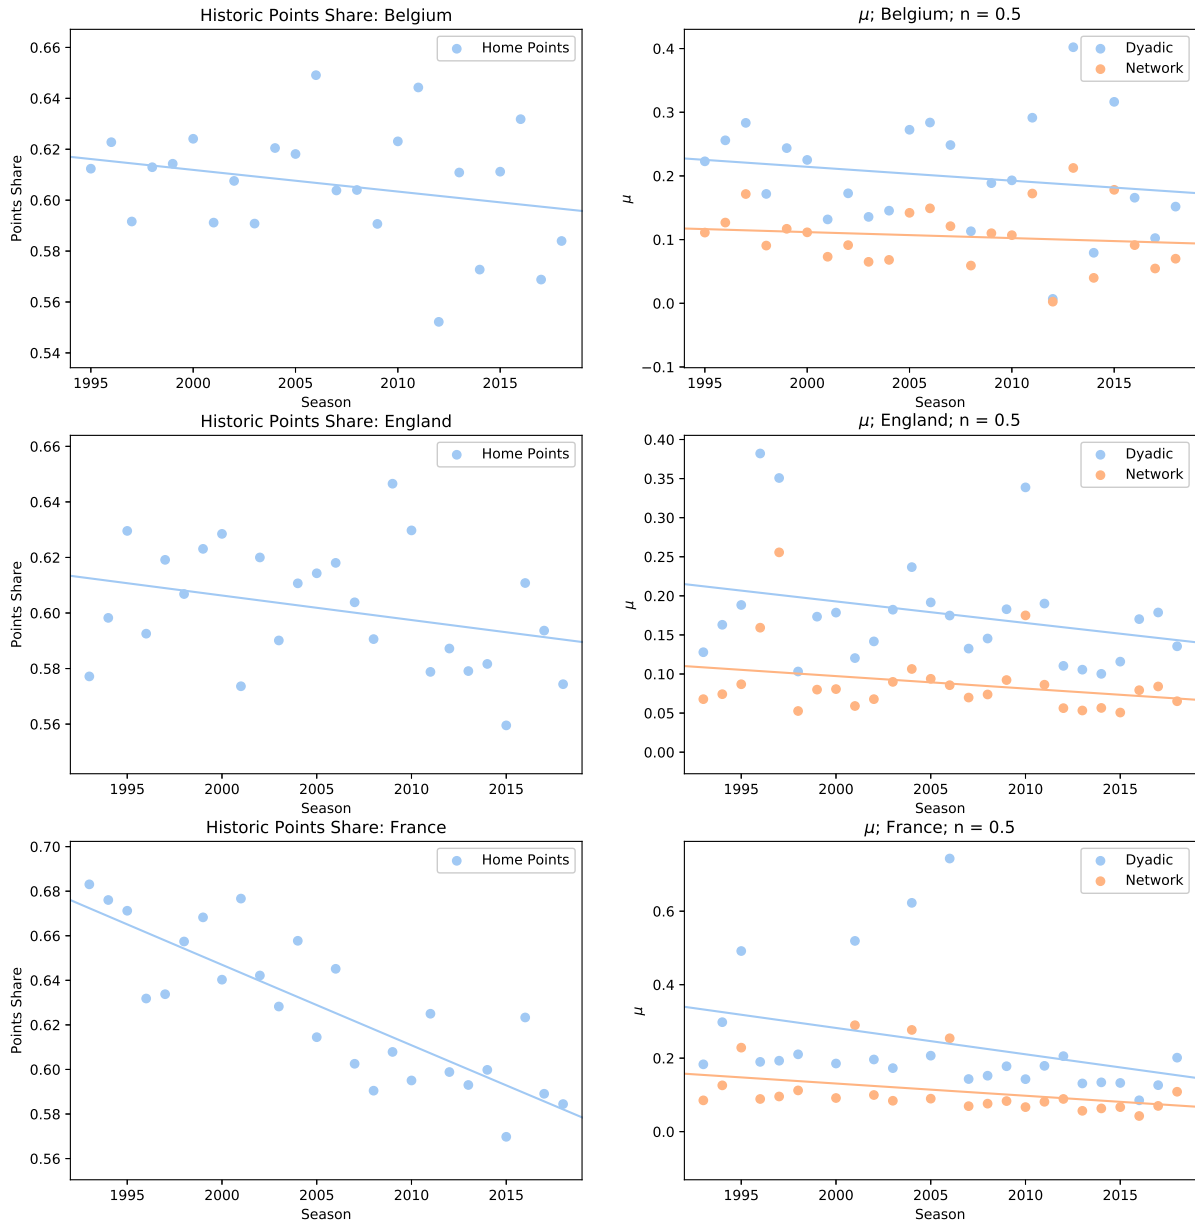 Historic Points Share: Belgium
Home Points
0.66
0.64
0.62
0.60
0.58
0.56
0.54
Points Share
1995 2000 2005 2010 2015
Season
μ; Belgium; n = 0.5
Dyadic
Network
0.4
0.3
0.2
0.1
0.0
−0.1
μ
1995 2000 2005 2010 2015
Season
Historic Points Share: England
Home Points
0.66
0.64
0.62
0.60
0.58
0.56
Points Share
1995 2000 2005 2010 2015
Season
μ; England; n = 0.5
Dyadic
Network
0.40
0.35
0.30
0.25
0.20
0.15
0.10
0.05
0.00
μ
1995 2000 2005 2010 2015
Season
Historic Points Share: France
Home Points
0.70
0.68
0.66
0.64
0.62
0.60
0.58
0.56
Points Share
1995 2000 2005 2010 2015
Season
μ; France; n = 0.5
Dyadic
Network
0.6
0.4
0.2
0.0
μ
1995 2000 2005 2010 2015
Season